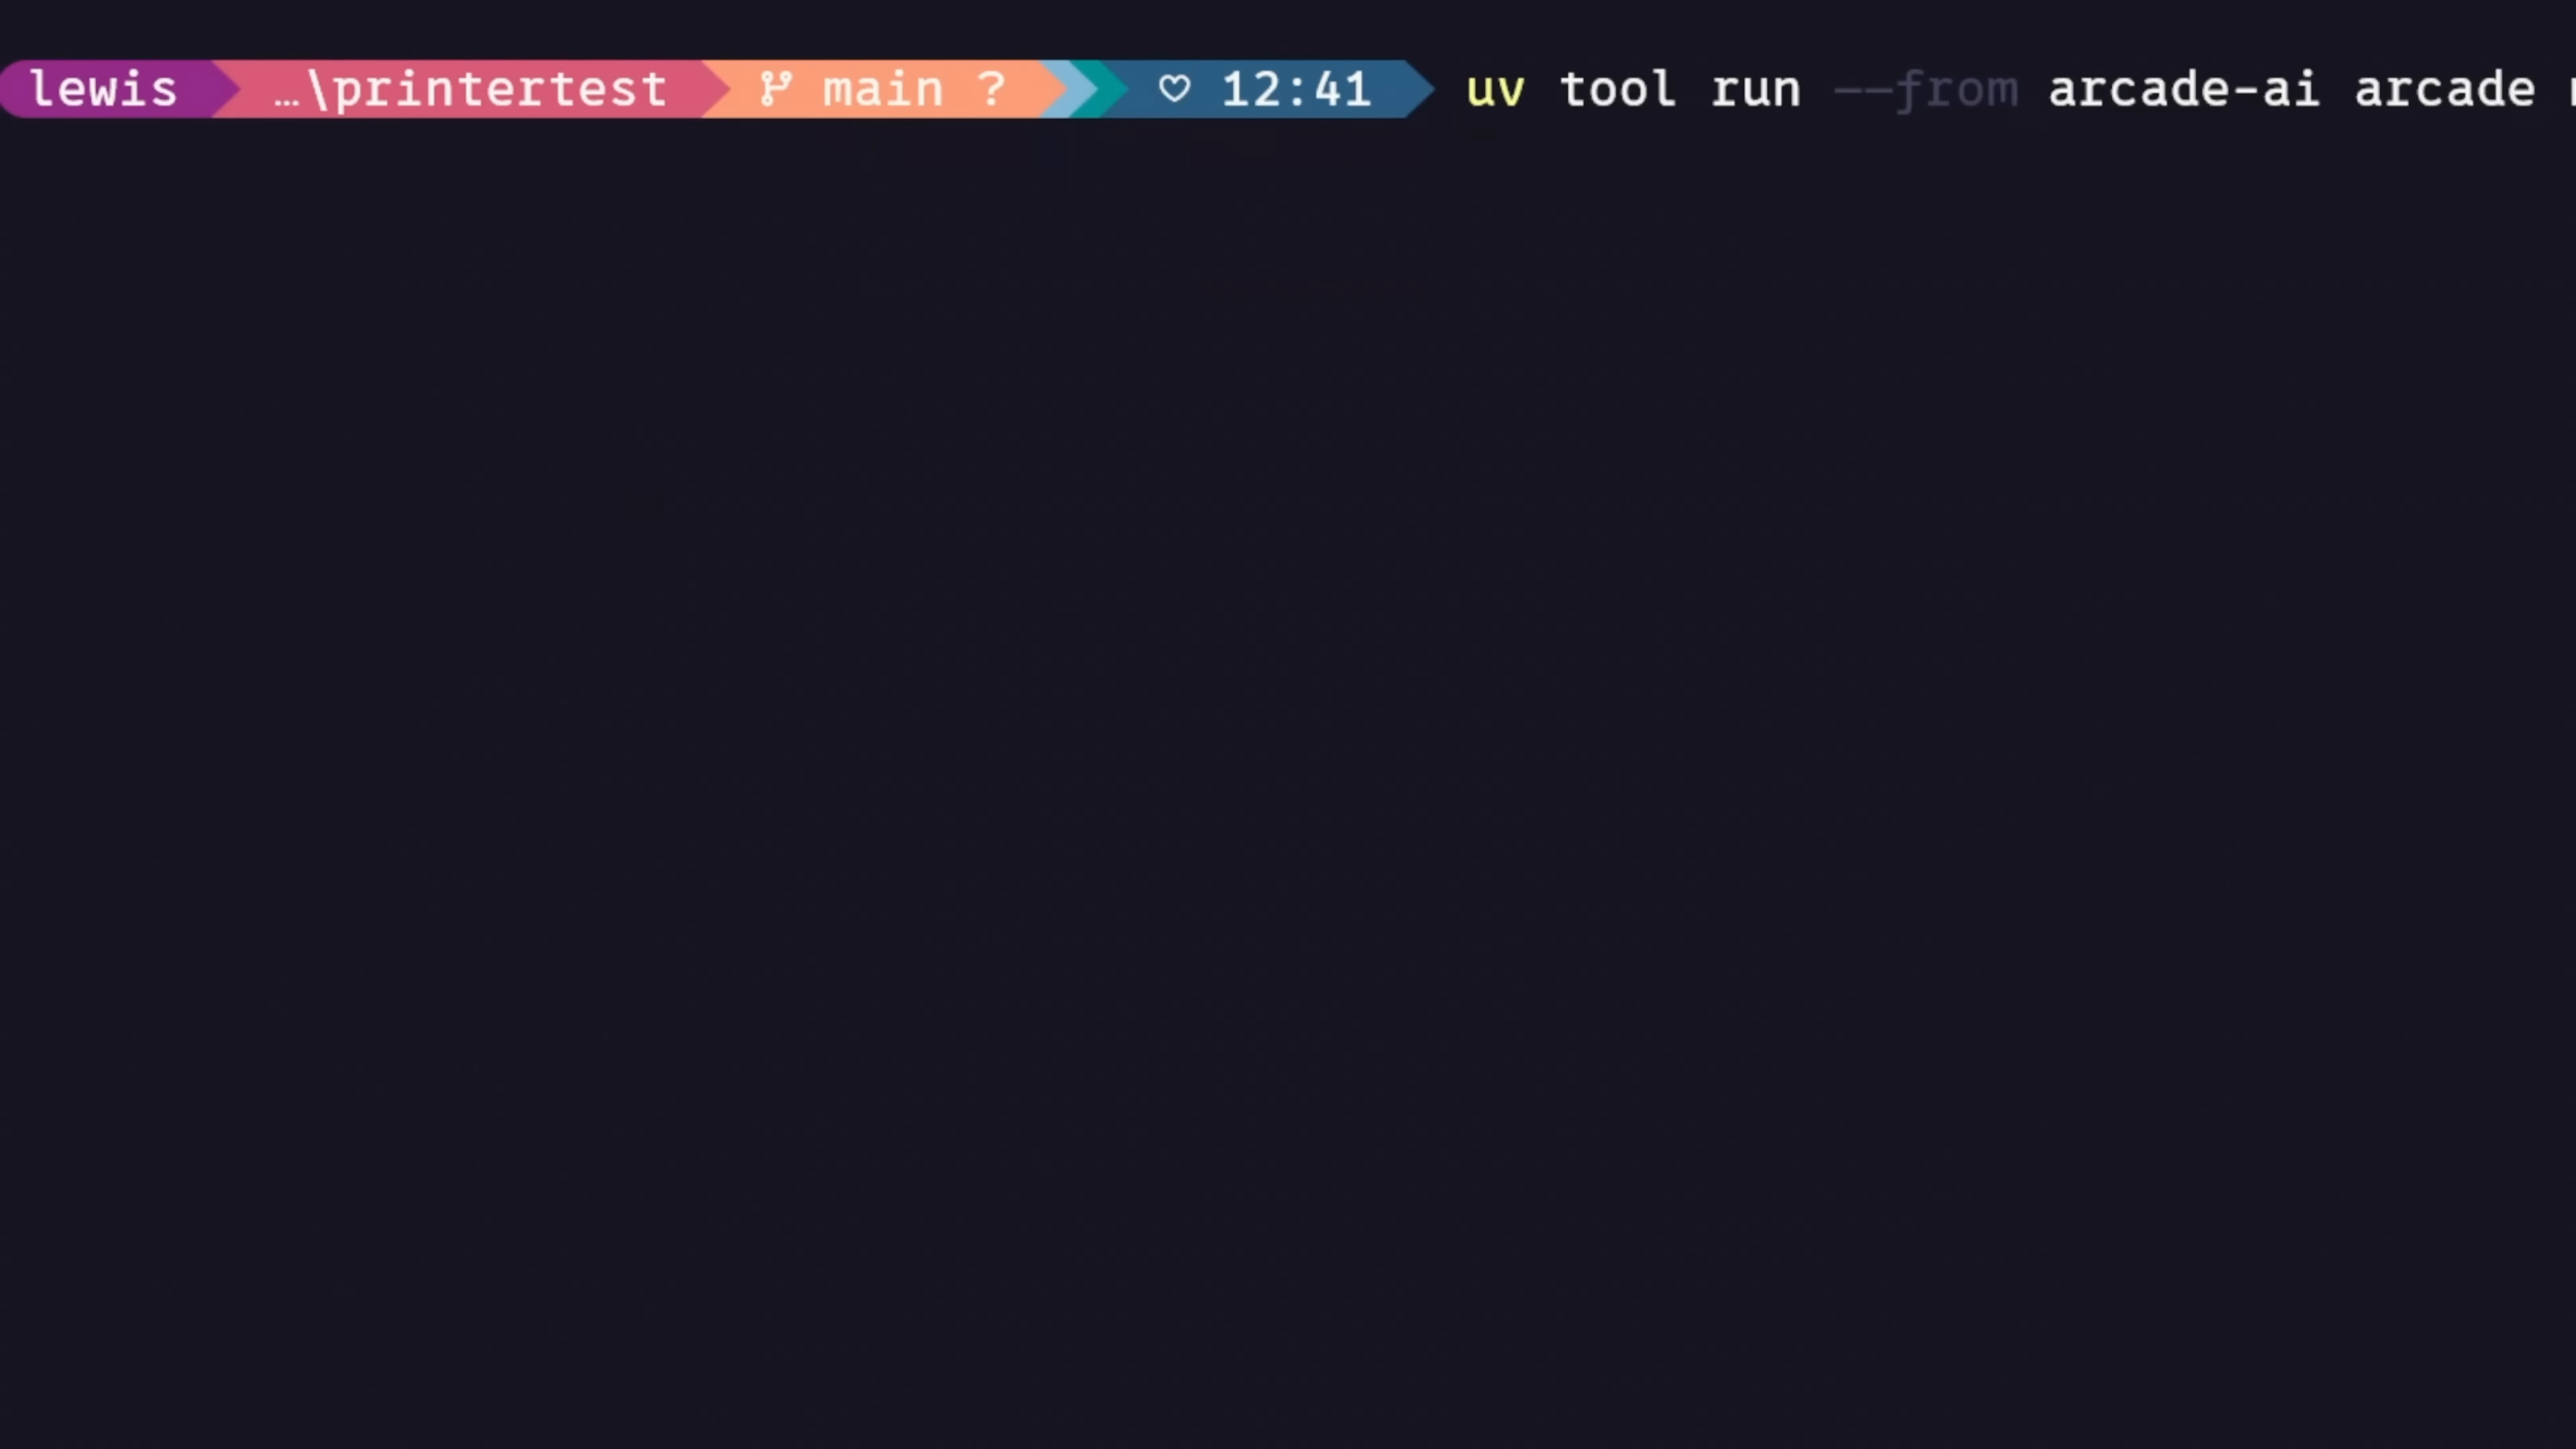 lewis …\printertest main ? ♡ 12:41 uv tool run --from arcade-ai arcade